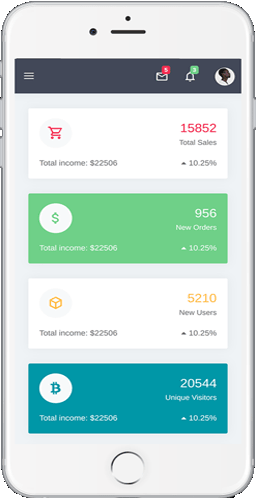 5
3
15852
Total Sales
Total income: $22506 10.25%
956
New Orders
Total income: $22506 10.25%
5210
New Users
Total income: $22506 10.25%
20544
Unique Visitors
Total income: $22506 10.25%